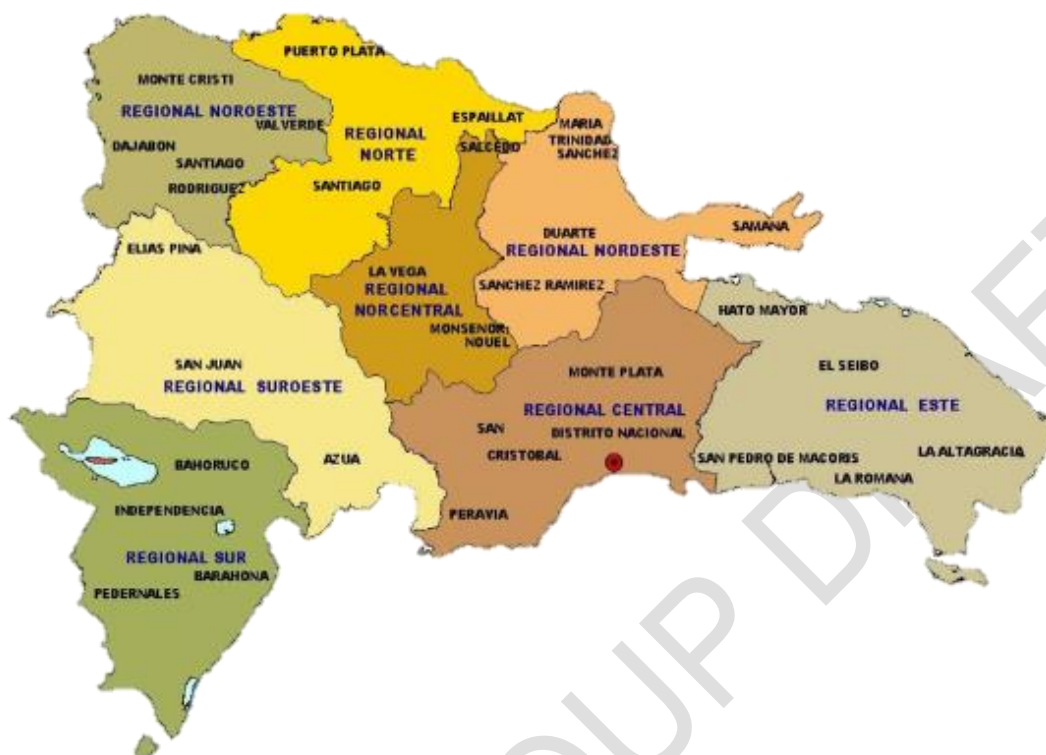 PUERTO PLATA
MONTE CRISTI
REGIONAL NOROESTE
VALVERDE
DAJABON
SANTIAGO
RODRIGUEZ
REGIONAL
NORTE
ESPAILLAT
SALCEDO
SANTIAGO
MARIA
TRINIDAD
SANCHEZ
SAMANA
DUARTE
REGIONAL NORDESTE
SANCHEZ RAMIREZ
ELIAS PINA
LA VEGA
REGIONAL
NORCENTRAL
MONSENOR
NOUEL
HATO MAYOR
EL SEIBO
REGIONAL ESTE
SAN PEDRO DE MACORIS
LA ROMANA
LA ALTAGRACIA
MONTE PLATA
REGIONAL CENTRAL
SAN
CRISTOBAL
DISTRITO NACIONAL
PERAVIA
SAN JUAN
REGIONAL SUROESTE
AZUA
BAHORUCO
INDEPENDENCIA
REGIONAL SUR
BARAHONA
PEDERNALES